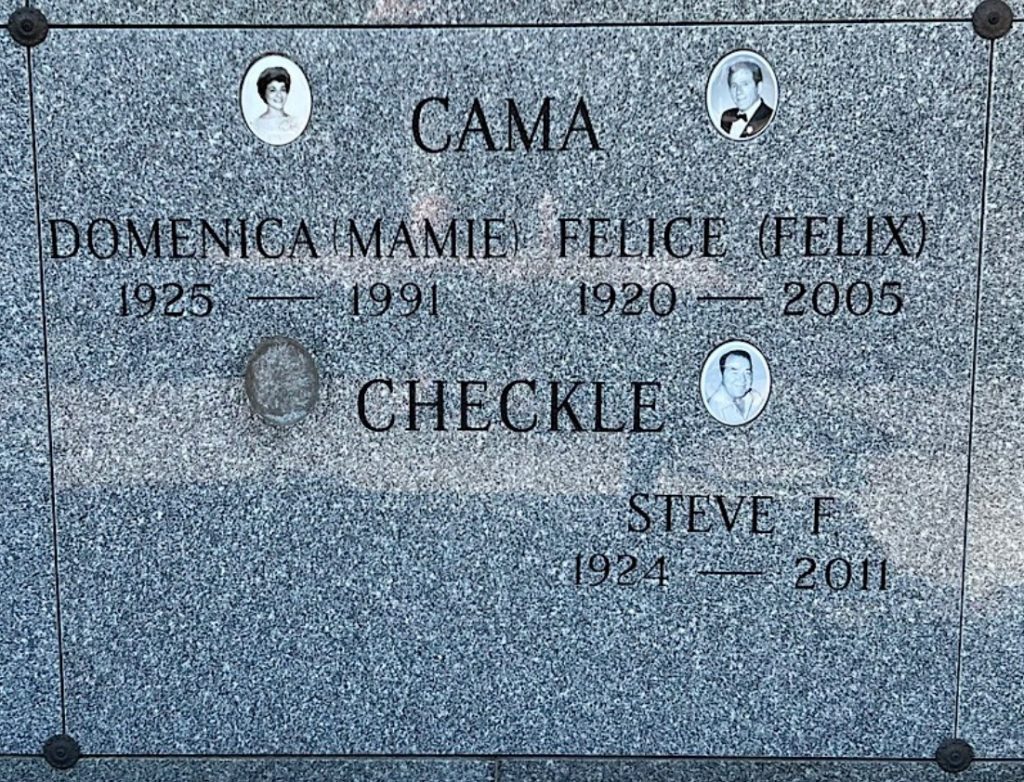 CAMA
DOMENICA (MAMIE) FELICE (FELIX)
1925 — 1991 1920 — 2005
CHECKLE
STEVE F.
1924 — 2011